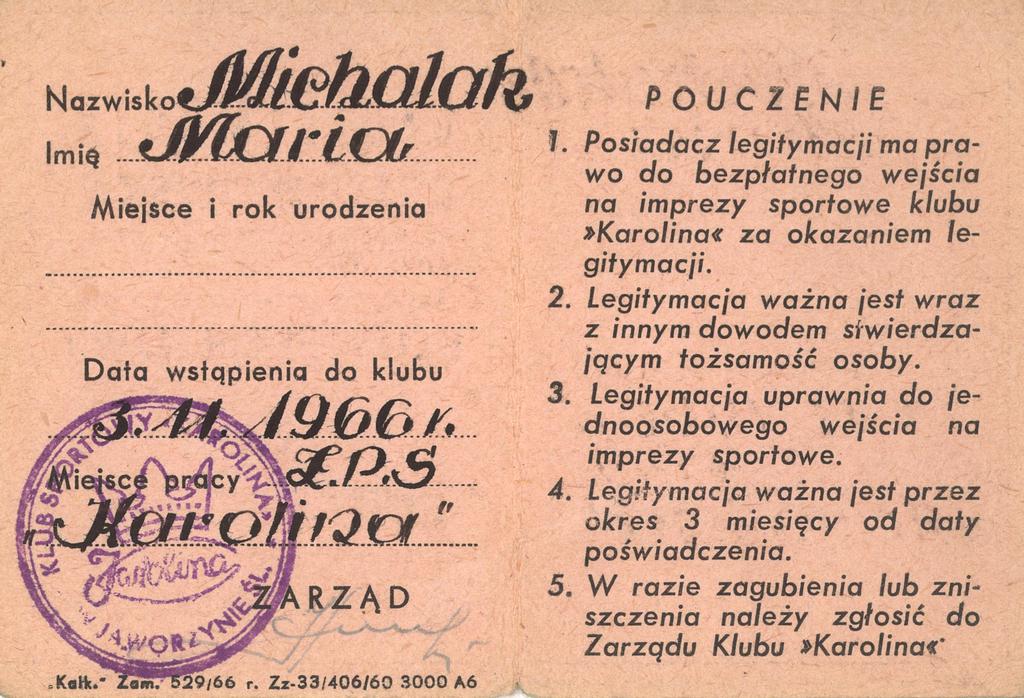 Nazwisko Michalak
Imię Maria
Miejsce i rok urodzenia
Data wstąpienia do klubu
3. 11. 1966 r.
Miejsce pracy Z.P.S
„Karolina"
ZARZĄD
KLUB SPORTOWY KAROLINA
Karolina
W JAWORZYNIE ŚL.
„Kałk." Zam. 529/66 r. Zz-33/406/60 3000 A6
POUCZENIE
1. Posiadacz legitymacji ma pra-
wo do bezpłatnego wejścia
na imprezy sportowe klubu
»Karolina« za okazaniem le-
gitymacji.
2. Legitymacja ważna jest wraz
z innym dowodem stwierdza-
jącym tożsamość osoby.
3. Legitymacja uprawnia do je-
dnoosobowego wejścia na
imprezy sportowe.
4. Legitymacja ważna jest przez
okres 3 miesięcy od daty
poświadczenia.
5. W razie zagubienia lub zni-
szczenia należy zgłosić do
Zarządu Klubu »Karolina«